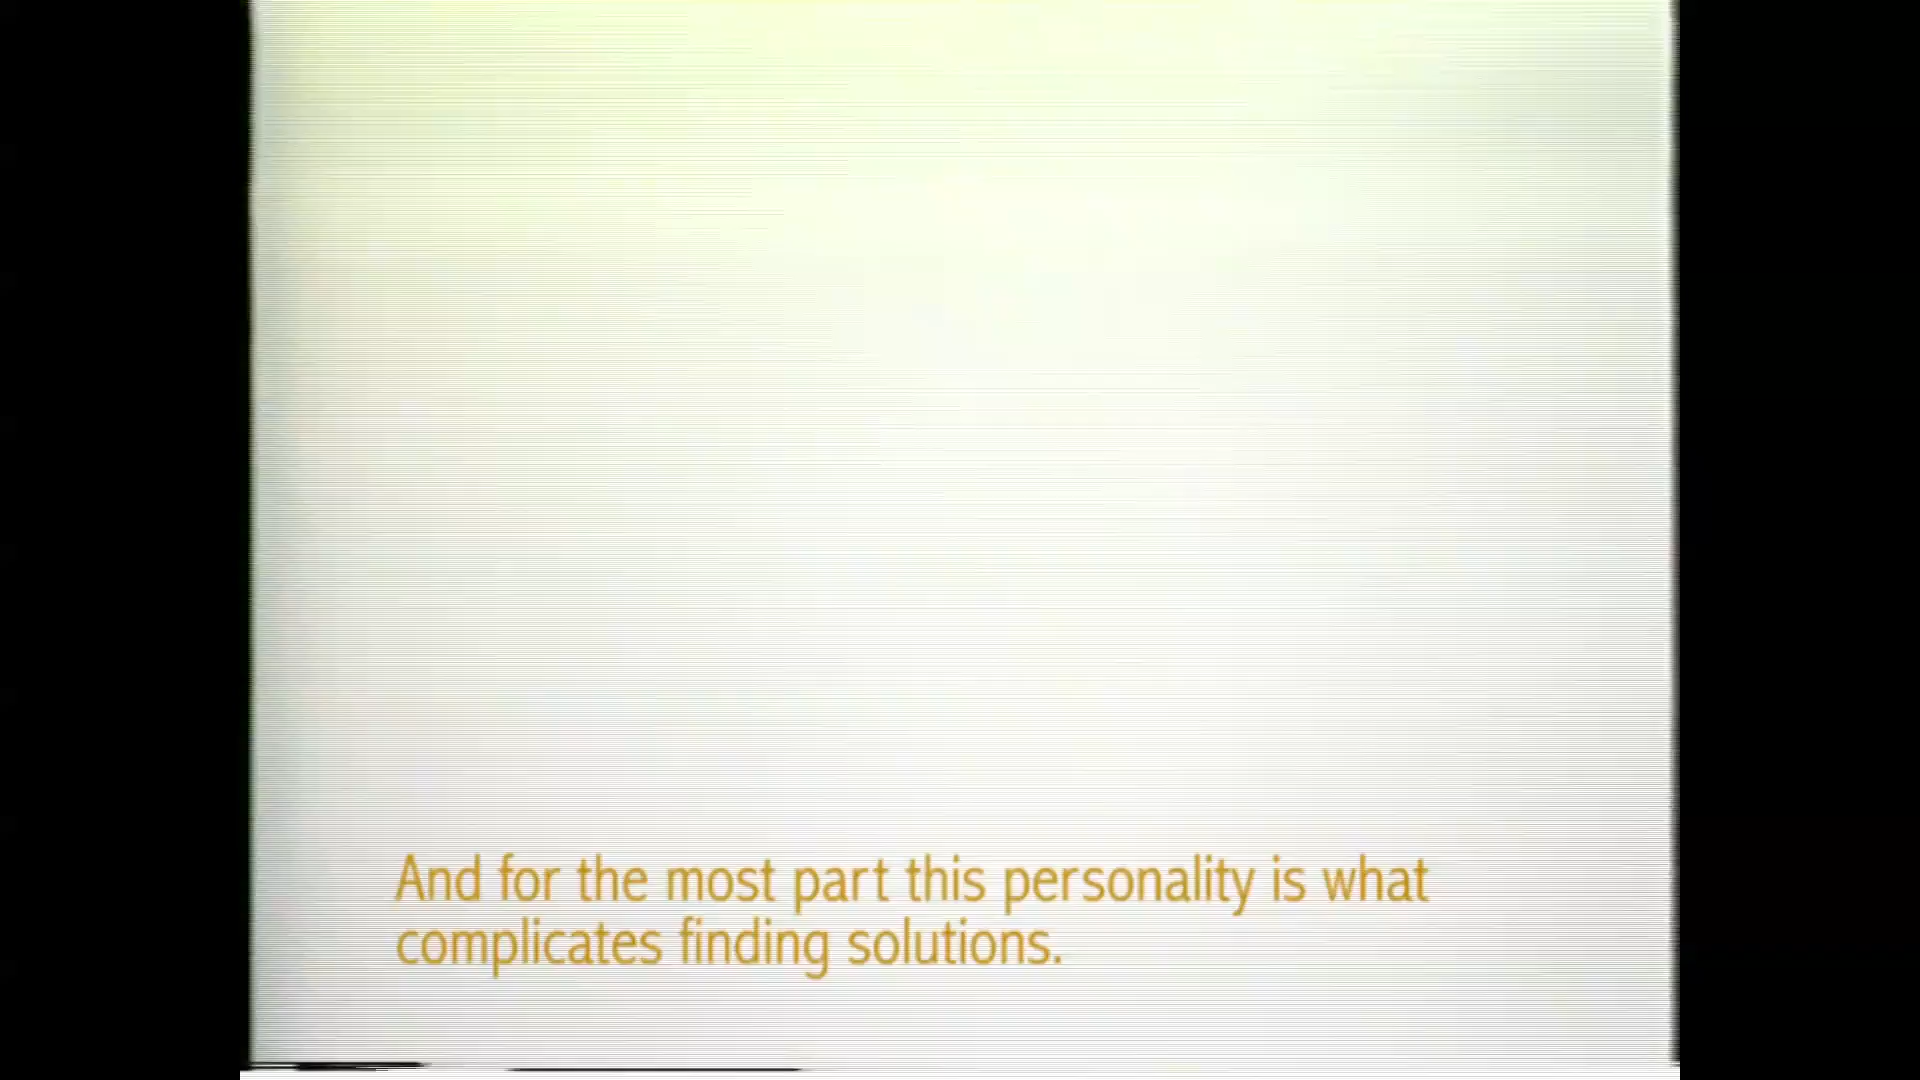 And for the most part this personality is what
complicates finding solutions.